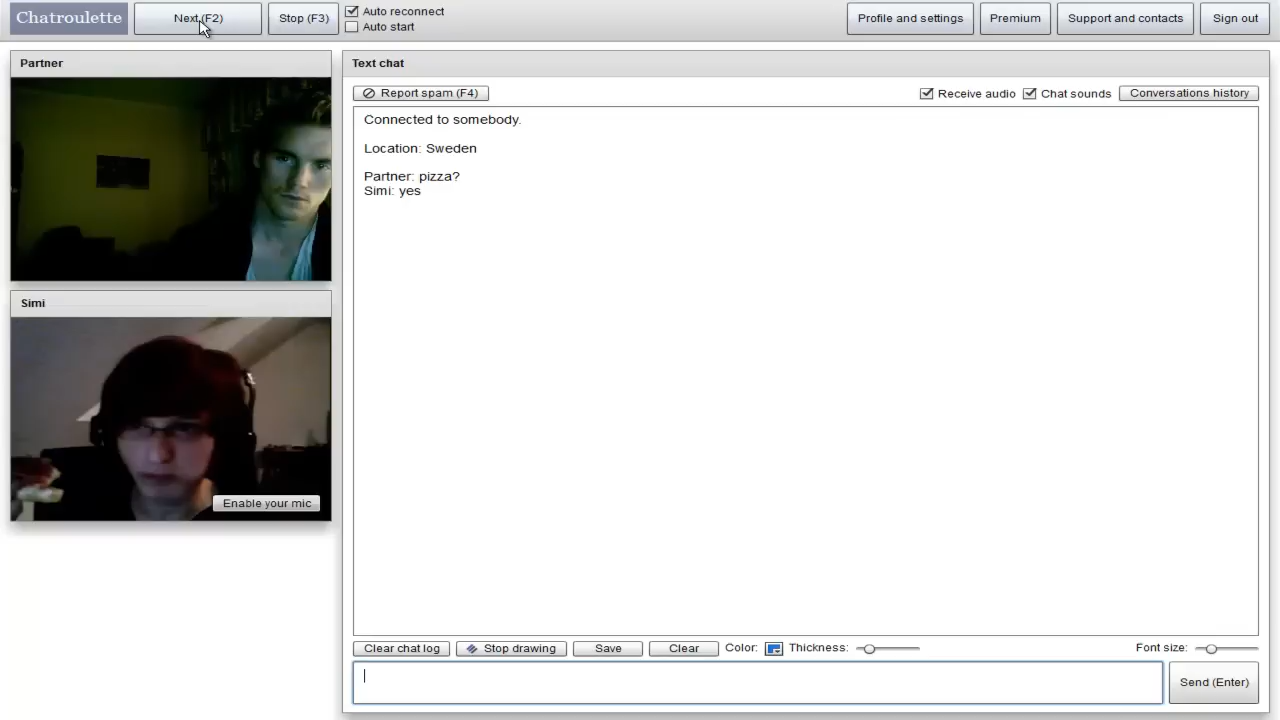 Chatroulette
Next (F2)
Stop (F3)
Auto reconnect
Auto start
Profile and settings
Premium
Support and contacts
Sign out
Partner
Simi
Enable your mic
Text chat
Report spam (F4)
Receive audio
Chat sounds
Conversations history
Connected to somebody.
Location: Sweden
Partner: pizza?
Simi: yes
Clear chat log
Stop drawing
Save
Clear
Color:
Thickness:
Font size:
Send (Enter)